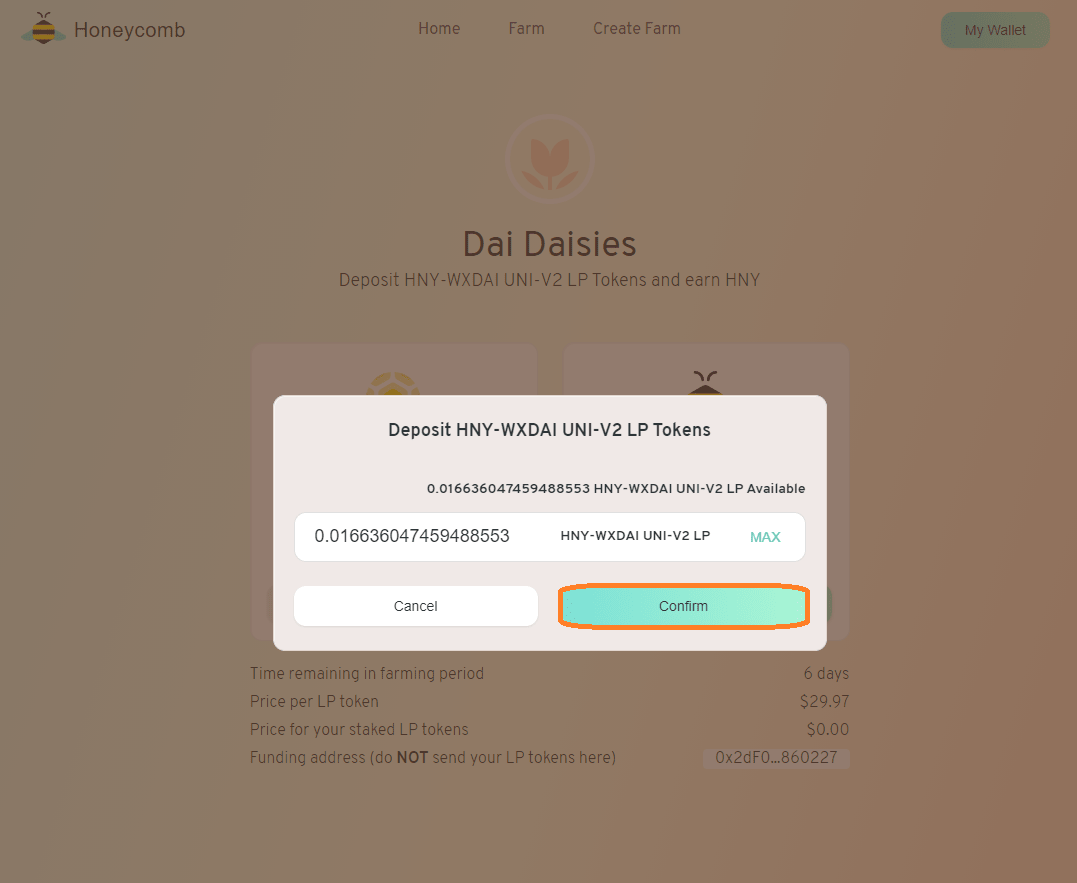 Honeycomb
Home
Farm
Create Farm
My Wallet
Dai Daisies
Deposit HNY-WXDAI UNI-V2 LP Tokens and earn HNY
Deposit HNY-WXDAI UNI-V2 LP Tokens
0.016636047459488553 HNY-WXDAI UNI-V2 LP Available
0.016636047459488553 HNY-WXDAI UNI-V2 LP MAX
Cancel
Confirm
Time remaining in farming period 6 days
Price per LP token $29.97
Price for your staked LP tokens $0.00
Funding address (do NOT send your LP tokens here) 0x2dF0...860227